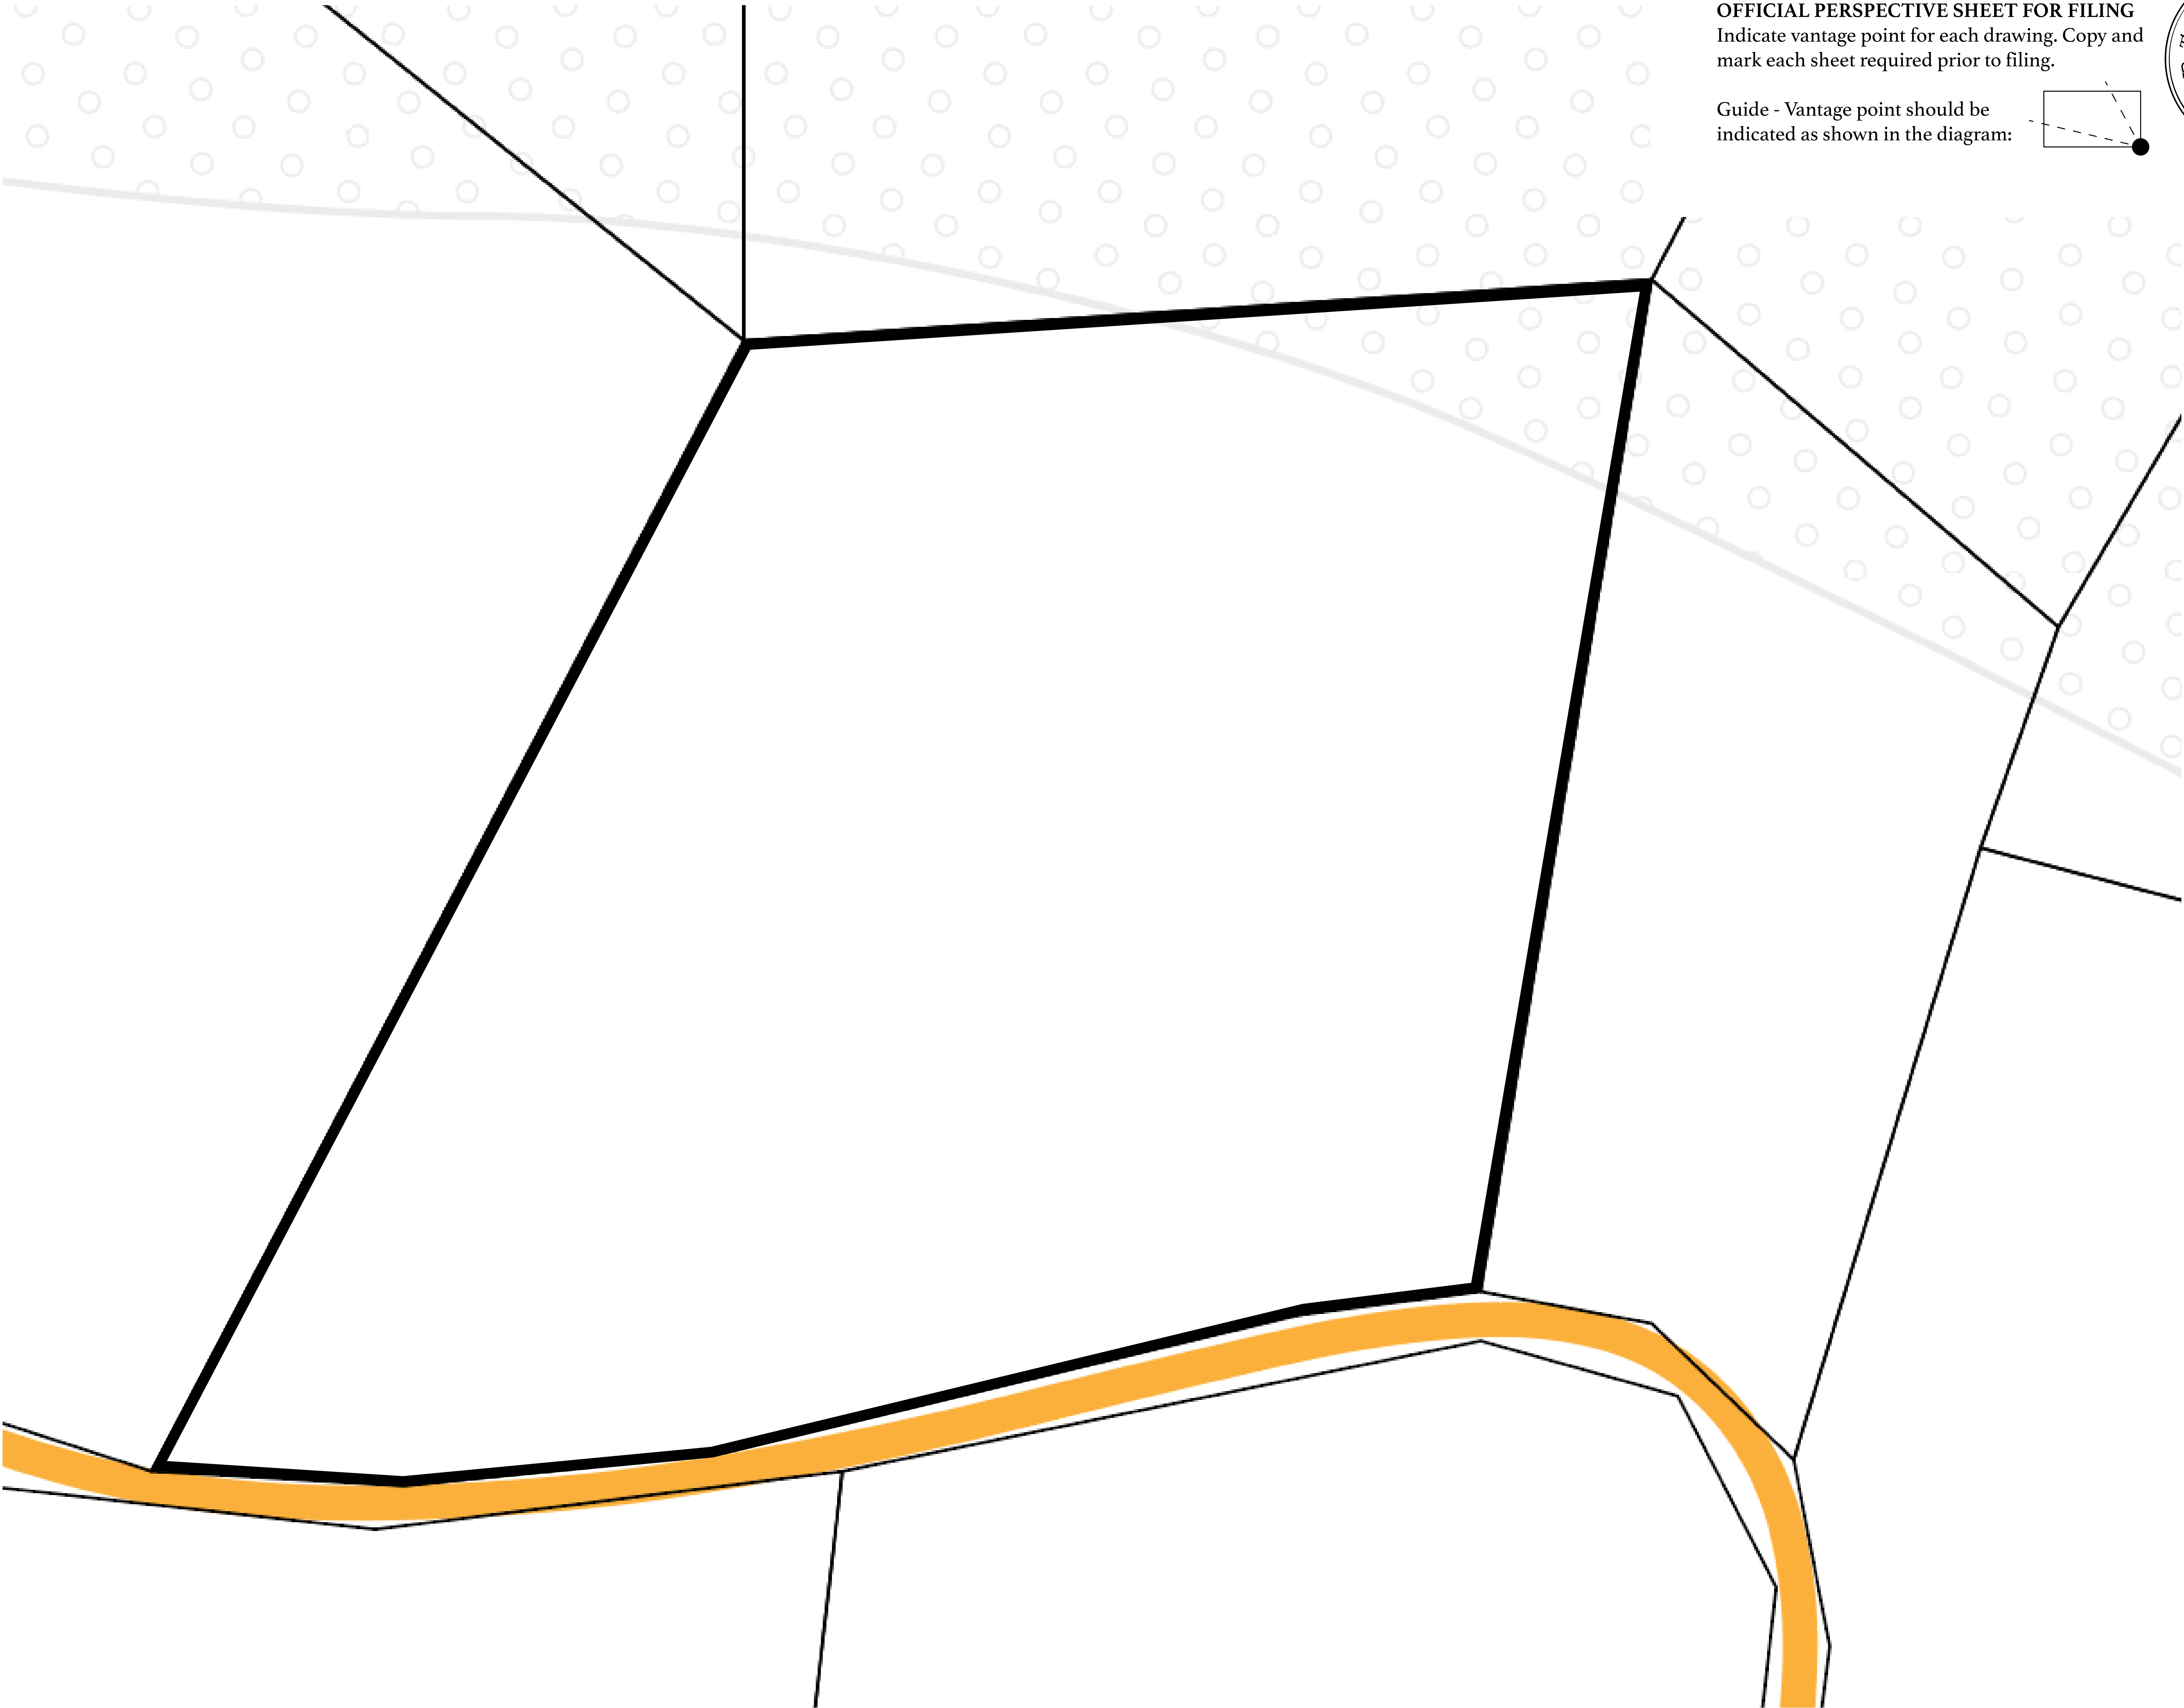 OFFICIAL PERSPECTIVE SHEET FOR FILING
Indicate vantage point for each drawing. Copy and
mark each sheet required prior to filing.
Guide - Vantage point should be
indicated as shown in the diagram: